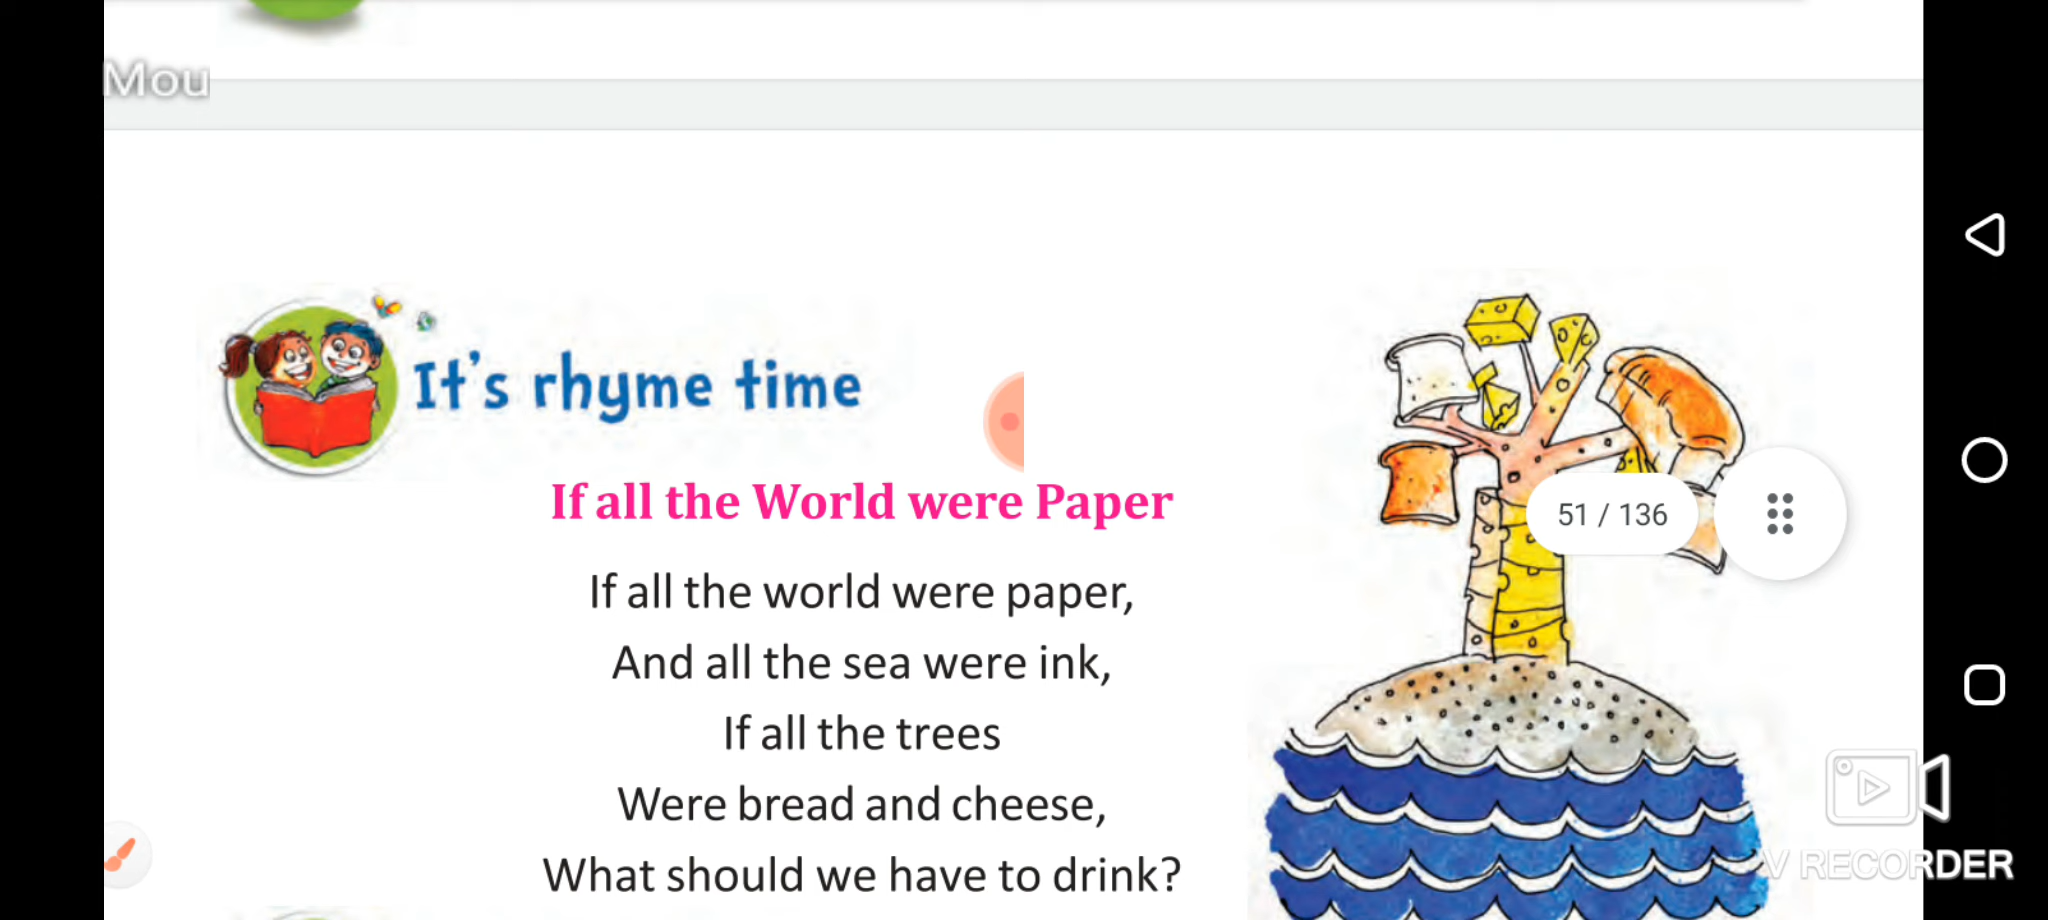 Mou
It's rhyme time
If all the World were Paper
51 / 136
If all the world were paper,
And all the sea were ink,
If all the trees
Were bread and cheese,
What should we have to drink?
V RECORDER